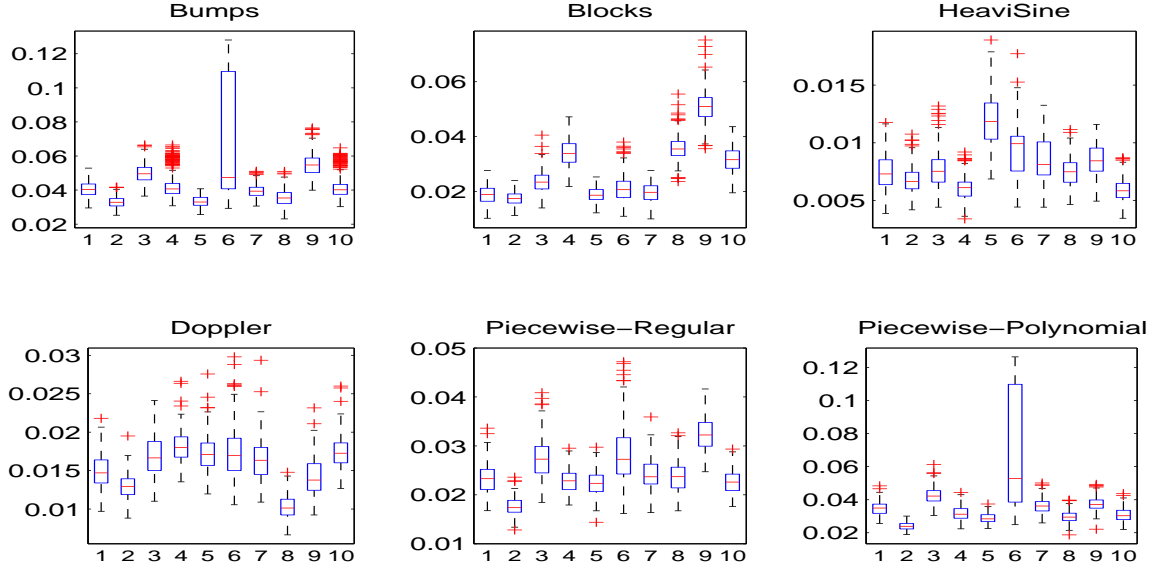 Bumps
0.12
0.1
0.08
0.06
0.04
0.02
1 2 3 4 5 6 7 8 9 10
Blocks
0.06
0.04
0.02
1 2 3 4 5 6 7 8 9 10
HeaviSine
0.015
0.01
0.005
1 2 3 4 5 6 7 8 9 10
Doppler
0.03
0.025
0.02
0.015
0.01
1 2 3 4 5 6 7 8 9 10
Piecewise−Regular
0.05
0.04
0.03
0.02
0.01
1 2 3 4 5 6 7 8 9 10
Piecewise−Polynomial
0.12
0.1
0.08
0.06
0.04
0.02
1 2 3 4 5 6 7 8 9 10